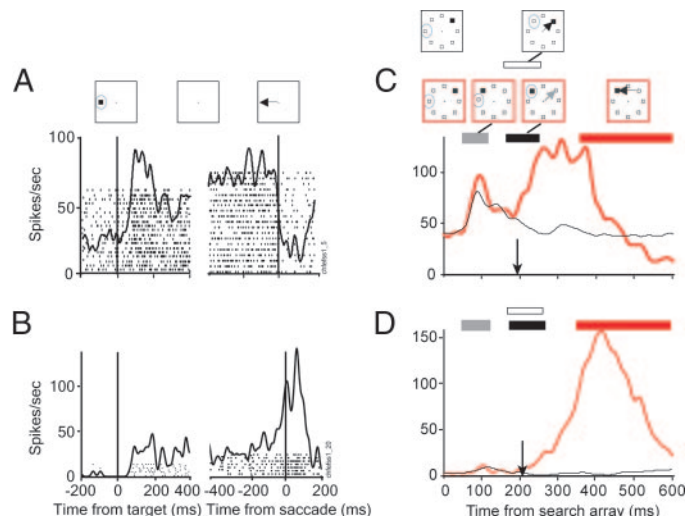 A
C
100
50
0
Spikes/sec
100
50
0
B
D
100
50
0
Spikes/sec
150
100
50
0
-200 0 200 400
-400 -200 0 200
0 100 200 300 400 500 600
Time from target (ms)
Time from saccade (ms)
Time from search array (ms)